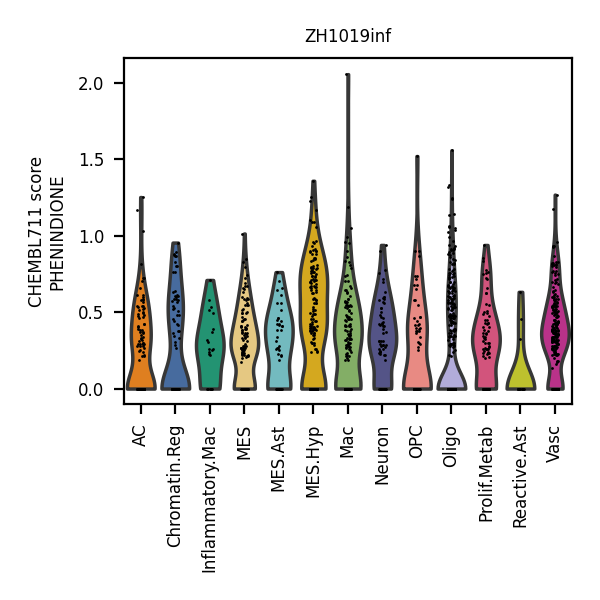 ZH1019inf
CHEMBL711 score
PHENINDIONE
2.0
1.5
1.0
0.5
0.0
AC
Chromatin.Reg
Inflammatory.Mac
MES
MES.Ast
MES.Hyp
Mac
Neuron
OPC
Oligo
Prolif.Metab
Reactive.Ast
Vasc